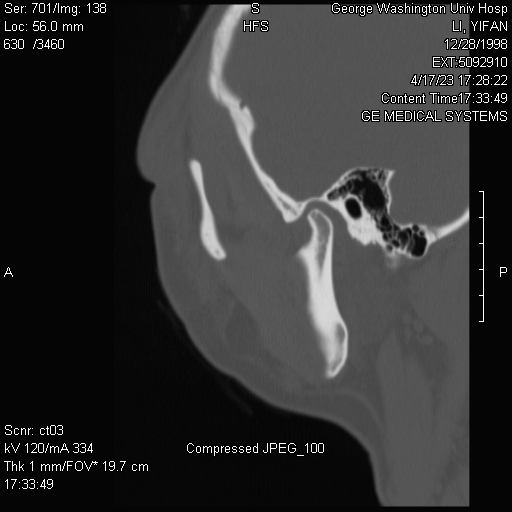 Ser: 701/Img: 138
Loc: 56.0 mm
630 /3460
S
HFS
George Washington Univ Hosp
LI, YIFAN
12/28/1998
EXT:5092910
4/17/23 17:28:22
Content Time17:33:49
GE MEDICAL SYSTEMS
A
P
Scnr: ct03
kV 120/mA 334
Thk 1 mm/FOV* 19.7 cm
17:33:49
Compressed JPEG_100